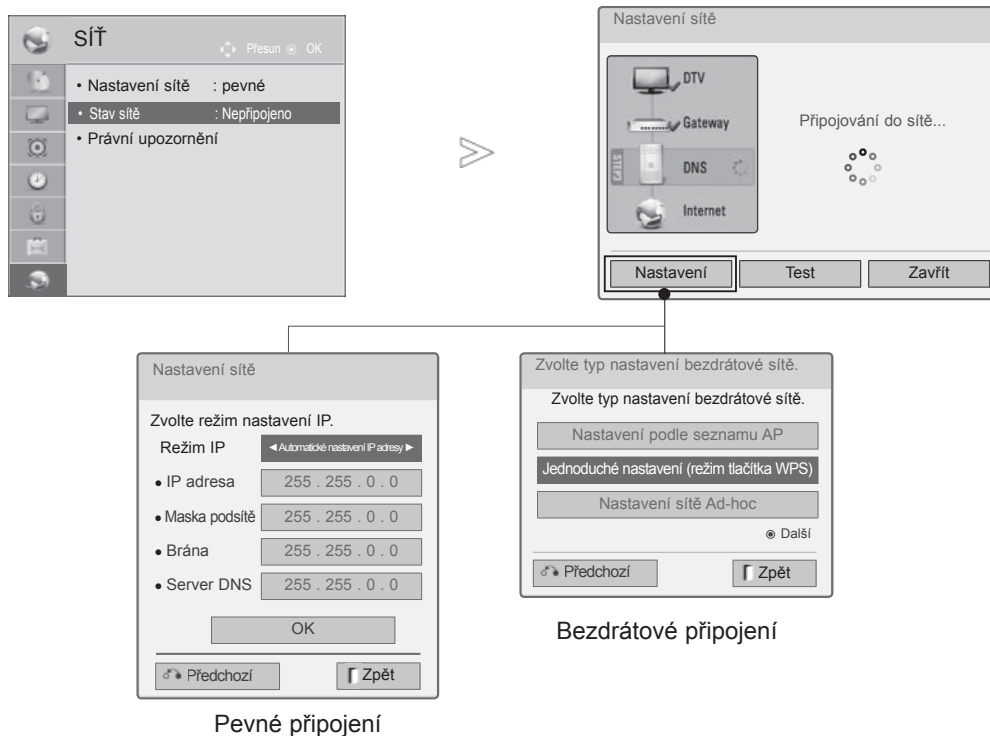 SÍŤ
Přesun OK
• Nastavení sítě : pevné
• Stav sítě : Nepřipojeno
• Právní upozornění
Nastavení sítě
DTV
Gateway
STEP3
DNS
Internet
Připojování do sítě...
Nastavení Test Zavřít
Nastavení sítě
Zvolte režim nastavení IP.
Režim IP ◀ Automatické nastavení IP adresy ▶
• IP adresa 255 . 255 . 0 . 0
• Maska podsítě 255 . 255 . 0 . 0
• Brána 255 . 255 . 0 . 0
• Server DNS 255 . 255 . 0 . 0
OK
Předchozí Zpět
Pevné připojení
Zvolte typ nastavení bezdrátové sítě.
Zvolte typ nastavení bezdrátové sítě.
Nastavení podle seznamu AP
Jednoduché nastavení (režim tlačítka WPS)
Nastavení sítě Ad-hoc
Další
Předchozí Zpět
Bezdrátové připojení